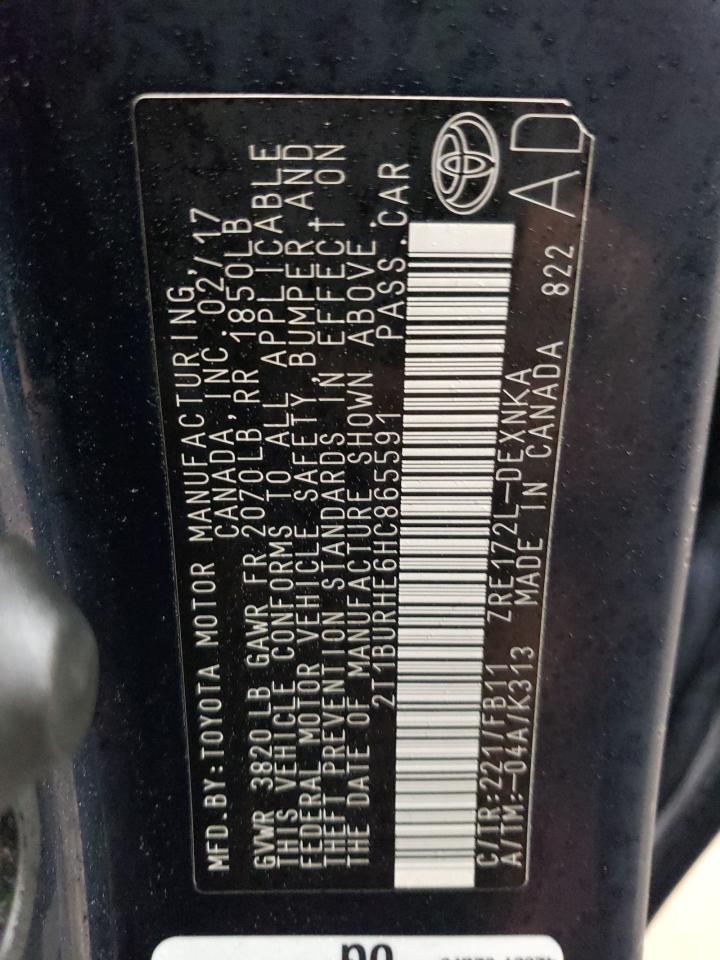 MFD.BY:TOYOTA MOTOR MANUFACTURING,
CANADA,INC. 02/17
GVWR 3820LB GAWR FR 2070LB RR 1850LB
THIS VEHICLE CONFORMS TO ALL APPLICABLE
FEDERAL MOTOR VEHICLE SAFETY, BUMPER, AND
THEFT PREVENTION STANDARDS IN EFFECT ON
THE DATE OF MANUFACTURE SHOWN ABOVE.
2T1BURHE6HC865591 PASS.CAR
C/TR:221/FB11 ZRE172L-DEXNKA
A/TM:-04A/K313 MADE IN CANADA 822
AD